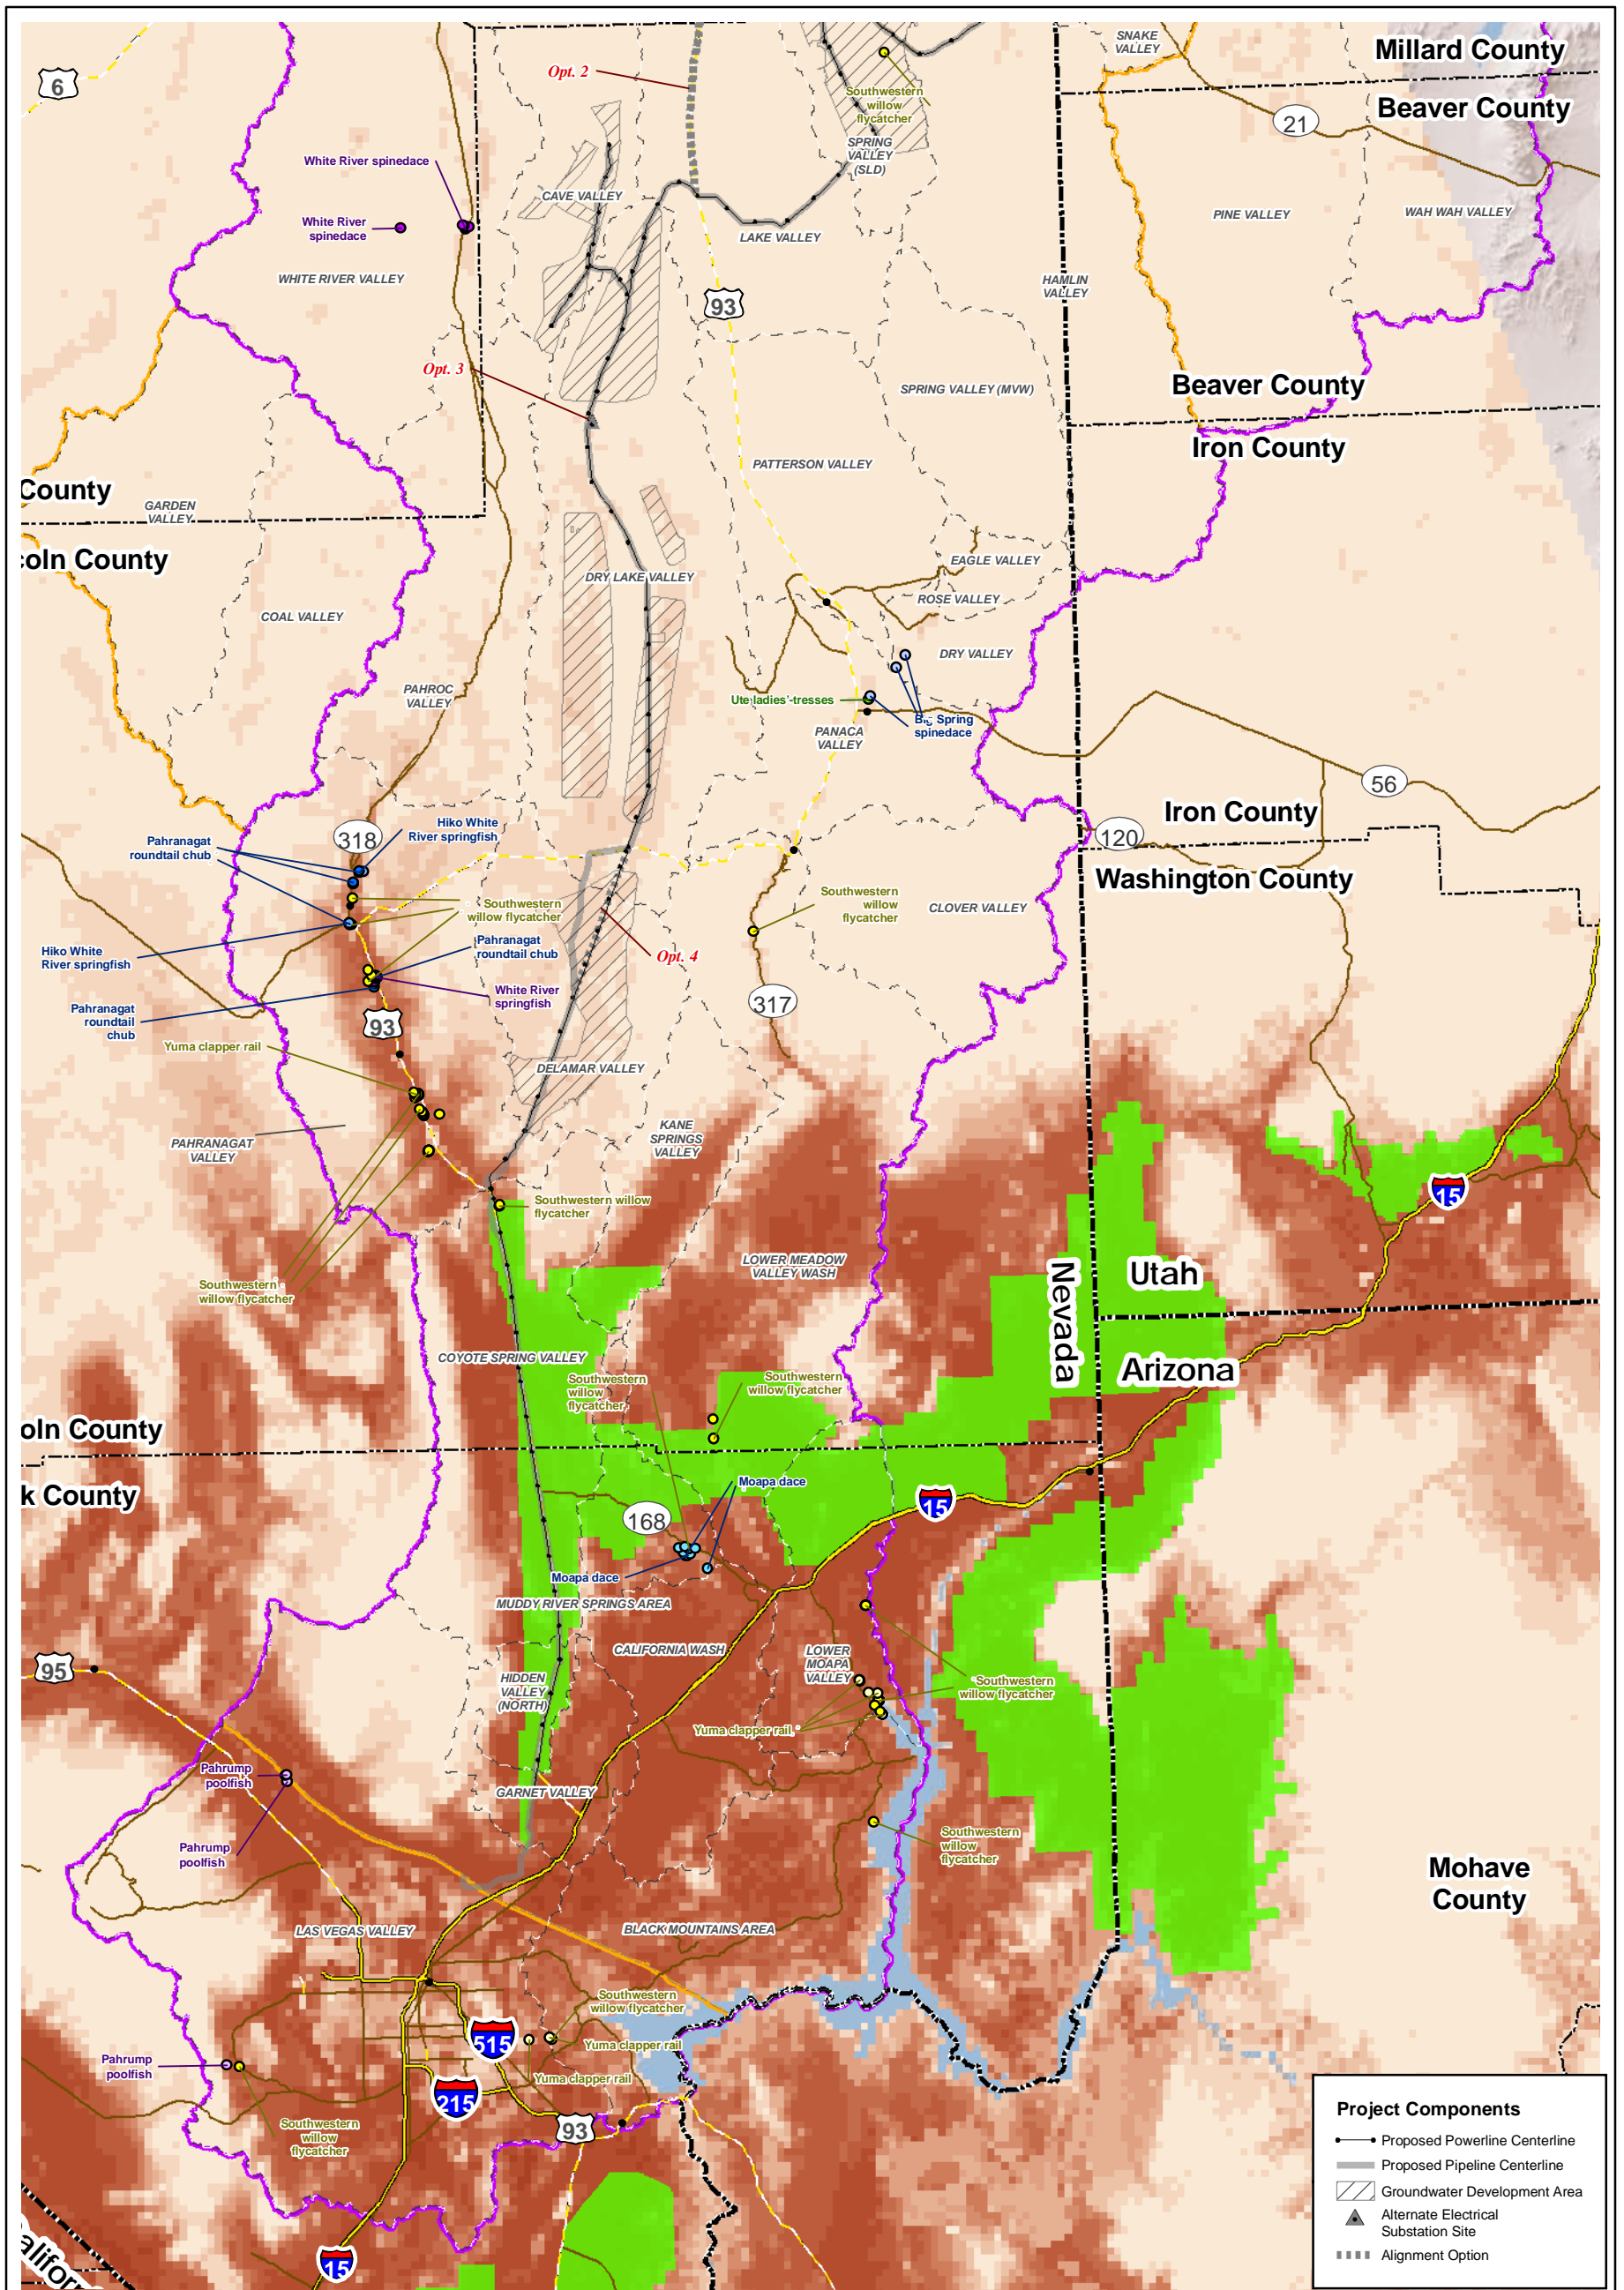 Millard County
Beaver County
SNAKE
VALLEY
6
21
Opt. 2
Southwestern
willow
flycatcher
SPRING
VALLEY
(SLD)
White River spinedace
CAVE VALLEY
White River
spinedace
LAKE VALLEY
PINE VALLEY
WAH WAH VALLEY
WHITE RIVER VALLEY
HAMLIN
VALLEY
93
Opt. 3
SPRING VALLEY (MVW)
Beaver County
Iron County
PATTERSON VALLEY
County
GARDEN
VALLEY
coln County
EAGLE VALLEY
DRY LAKE VALLEY
ROSE VALLEY
COAL VALLEY
DRY VALLEY
PAHROC
VALLEY
Ute ladies'-tresses
Big Spring
spinedace
PANACA
VALLEY
56
Iron County
120
Washington County
318
Hiko White
River springfish
Pahranagat
roundtail chub
Southwestern
willow flycatcher
Southwestern
willow
flycatcher
CLOVER VALLEY
Hiko White
River springfish
Pahranagat
roundtail chub
Opt. 4
White River
springfish
317
Pahranagat
roundtail
chub
93
Yuma clapper rail
DELAMAR VALLEY
PAHRANAGAT
VALLEY
KANE
SPRINGS
VALLEY
15
Southwestern willow
flycatcher
Southwestern
willow flycatcher
LOWER MEADOW
VALLEY WASH
Nevada
Utah
Arizona
COYOTE SPRING VALLEY
Southwestern
willow
flycatcher
Southwestern
willow flycatcher
oln County
k County
Moapa dace
15
168
Moapa dace
MUDDY RIVER SPRINGS AREA
CALIFORNIA WASH
LOWER
MOAPA
VALLEY
95
HIDDEN
VALLEY
(NORTH)
Southwestern
willow flycatcher
Yuma clapper rail
Pahrump
poolfish
GARNET VALLEY
Pahrump
poolfish
Southwestern
willow
flycatcher
Mohave
County
LAS VEGAS VALLEY
BLACK MOUNTAINS AREA
Southwestern
willow flycatcher
515
Yuma clapper rail
Pahrump
poolfish
Yuma clapper rail
215
93
Southwestern
willow
flycatcher
15
Project Components
Proposed Powerline Centerline
Proposed Pipeline Centerline
Groundwater Development Area
Alternate Electrical
Substation Site
Alignment Option